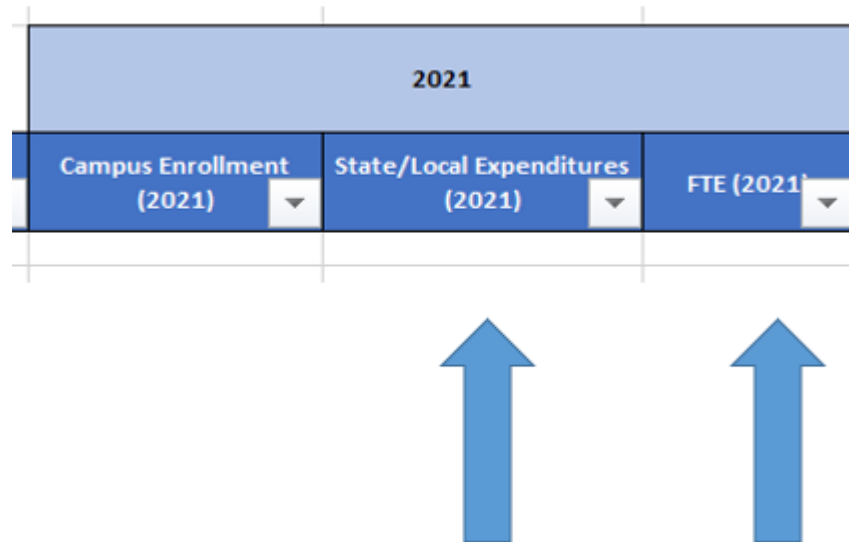 2021
Campus Enrollment
(2021)
State/Local Expenditures
(2021)
FTE (2021)